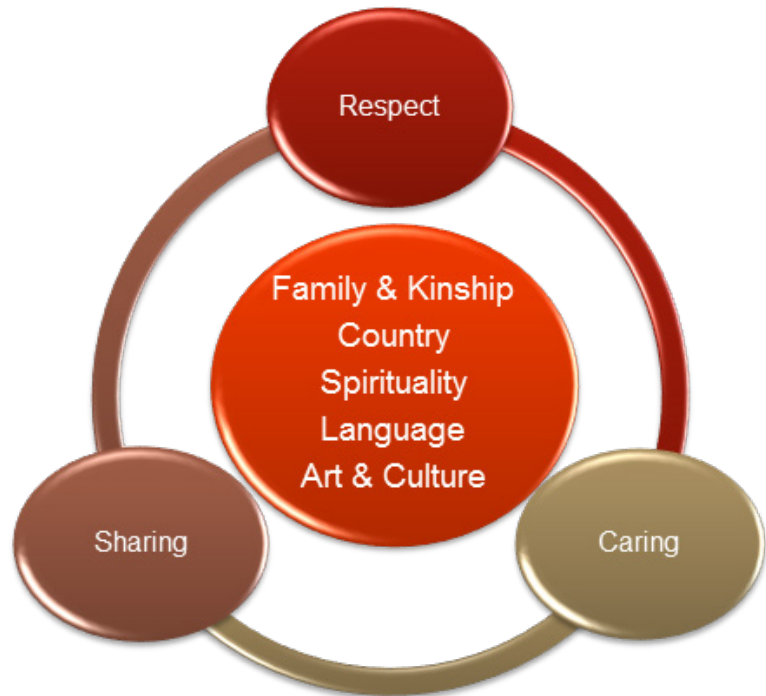 Respect
Family & Kinship
Country
Spirituality
Language
Art & Culture
Sharing
Caring